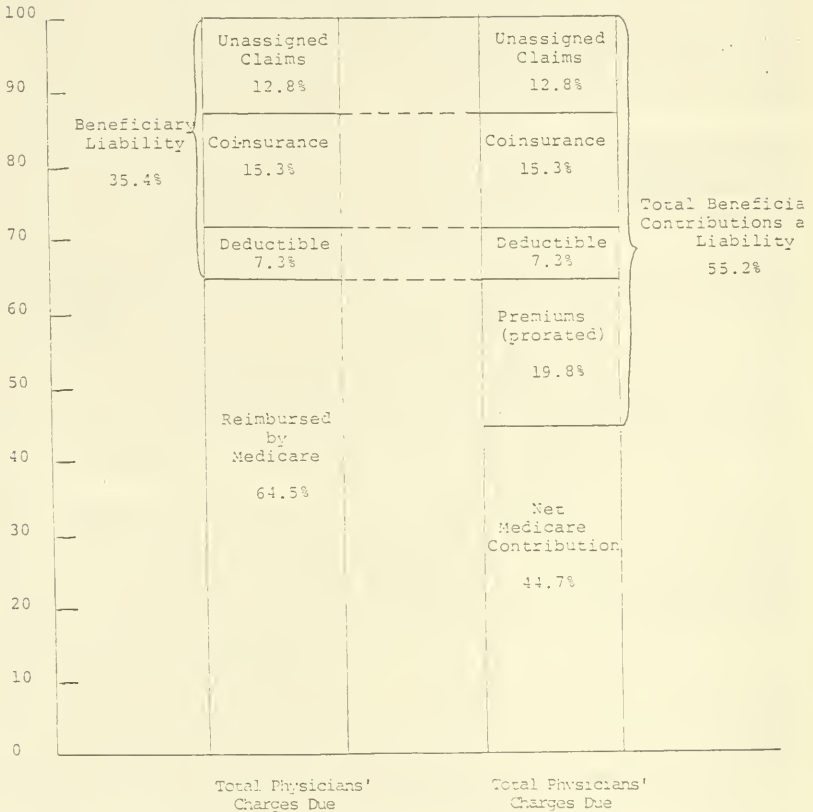 100
90
80
70
60
50
40
30
20
10
0
Beneficiary
Liability
35.4%
Unassigned
Claims
12.8%
Coinsurance
15.3%
Deductible
7.3%
Reimbursed
by
Medicare
64.5%
Total Physicians'
Charges Due
Unassigned
Claims
12.8%
Coinsurance
15.3%
Deductible
7.3%
Premiums
(prorated)
19.8%
Net
Medicare
Contribution
44.7%
Total Physicians'
Charges Due
Total Beneficia
Contributions a
Liability
55.2%